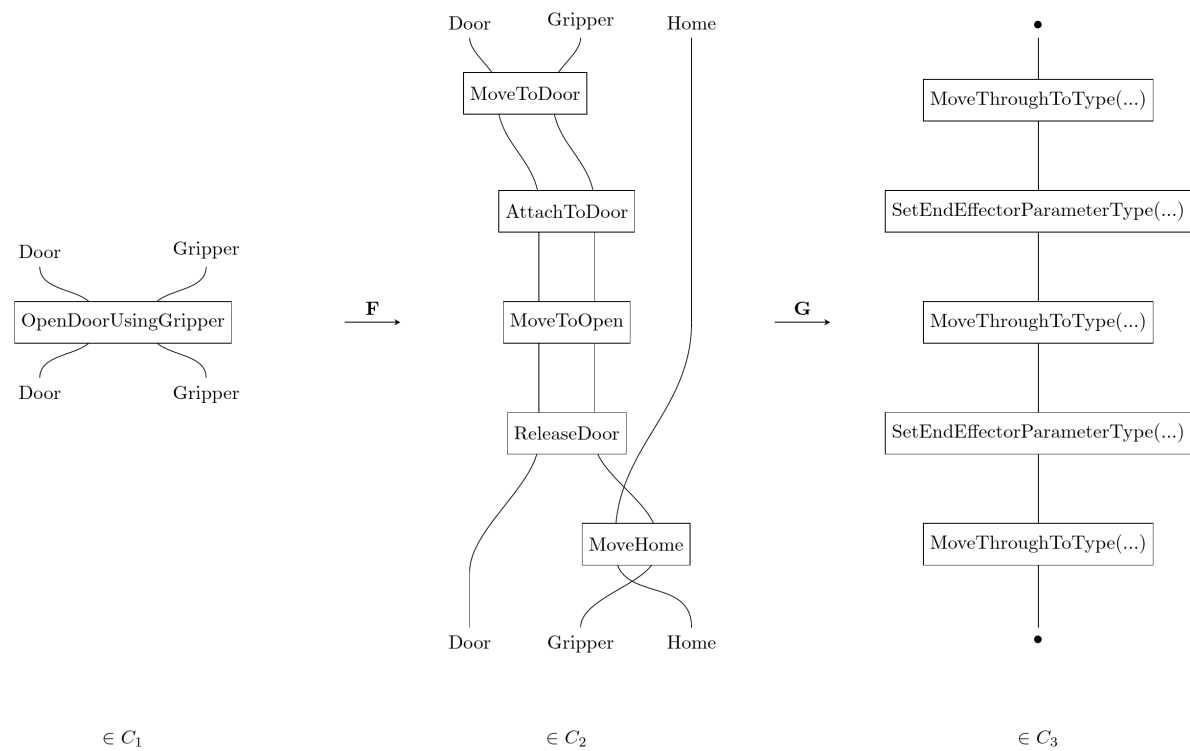 Door Gripper
OpenDoorUsingGripper
Door Gripper
F
Door Gripper Home
MoveToDoor
AttachToDoor
MoveToOpen
ReleaseDoor
MoveHome
Door Gripper Home
G
MoveThroughToType(...)
SetEndEffectorParameterType(...)
MoveThroughToType(...)
SetEndEffectorParameterType(...)
MoveThroughToType(...)
∈ C₁ ∈ C₂ ∈ C₃